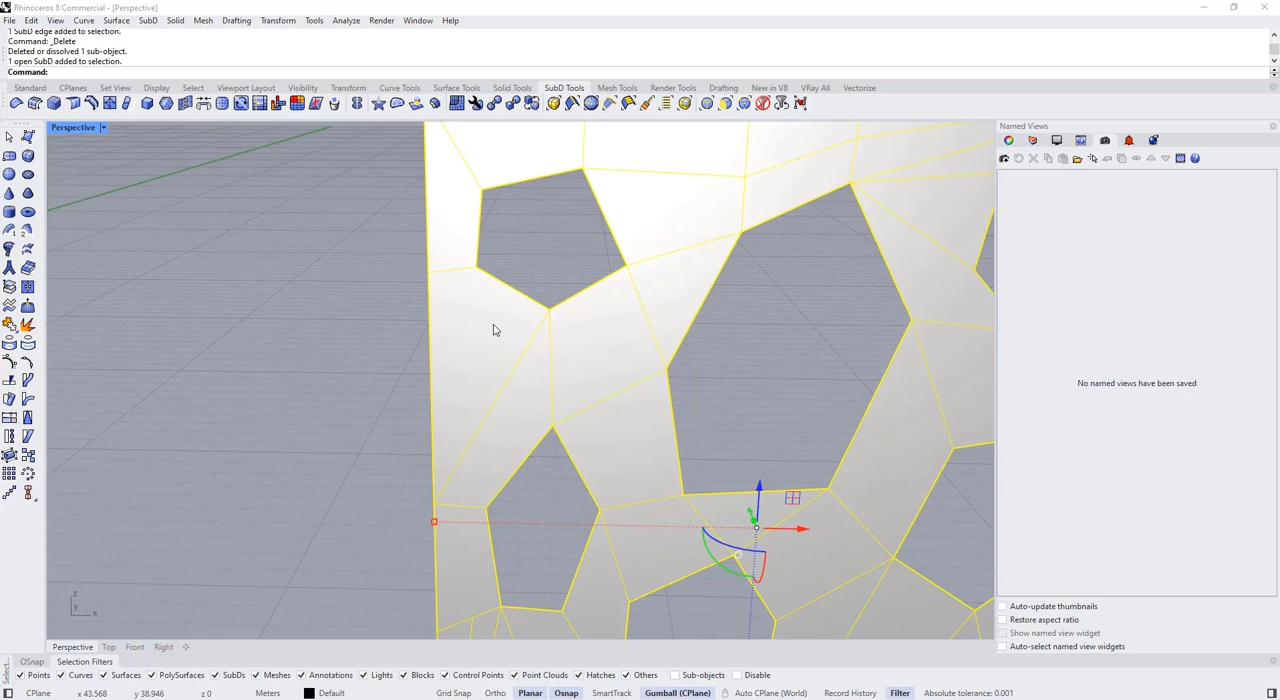 Rhinoceros 8 Commercial - [Perspective]
File Edit View Curve Surface SubD Solid Mesh Drafting Transform Tools Analyze Render Window Help
1 SubD edge added to selection.
Command: _Delete
Deleted or dissolved 1 sub-object.
1 open SubD added to selection.
Command:
Standard CPlanes Set View Display Select Viewport Layout Visibility Transform Curve Tools Surface Tools Solid Tools SubD Tools Mesh Tools Render Tools Drafting New in V8 VRay All Vectorize
Perspective
Named Views
No named views have been saved
z
y x
Auto-update thumbnails
Restore aspect ratio
Show named view widget
Auto-select named view widgets
Perspective Top Front Right
OSnap Selection Filters
Select...
Points Curves Surfaces PolySurfaces SubDs Meshes Annotations Lights Blocks Control Points Point Clouds Hatches Others Sub-objects Disable
CPlane x 43.568 y 38.946 z 0 Meters Default Grid Snap Ortho Planar Osnap SmartTrack Gumball (CPlane) Auto CPlane (World) Record History Filter Absolute tolerance: 0.001